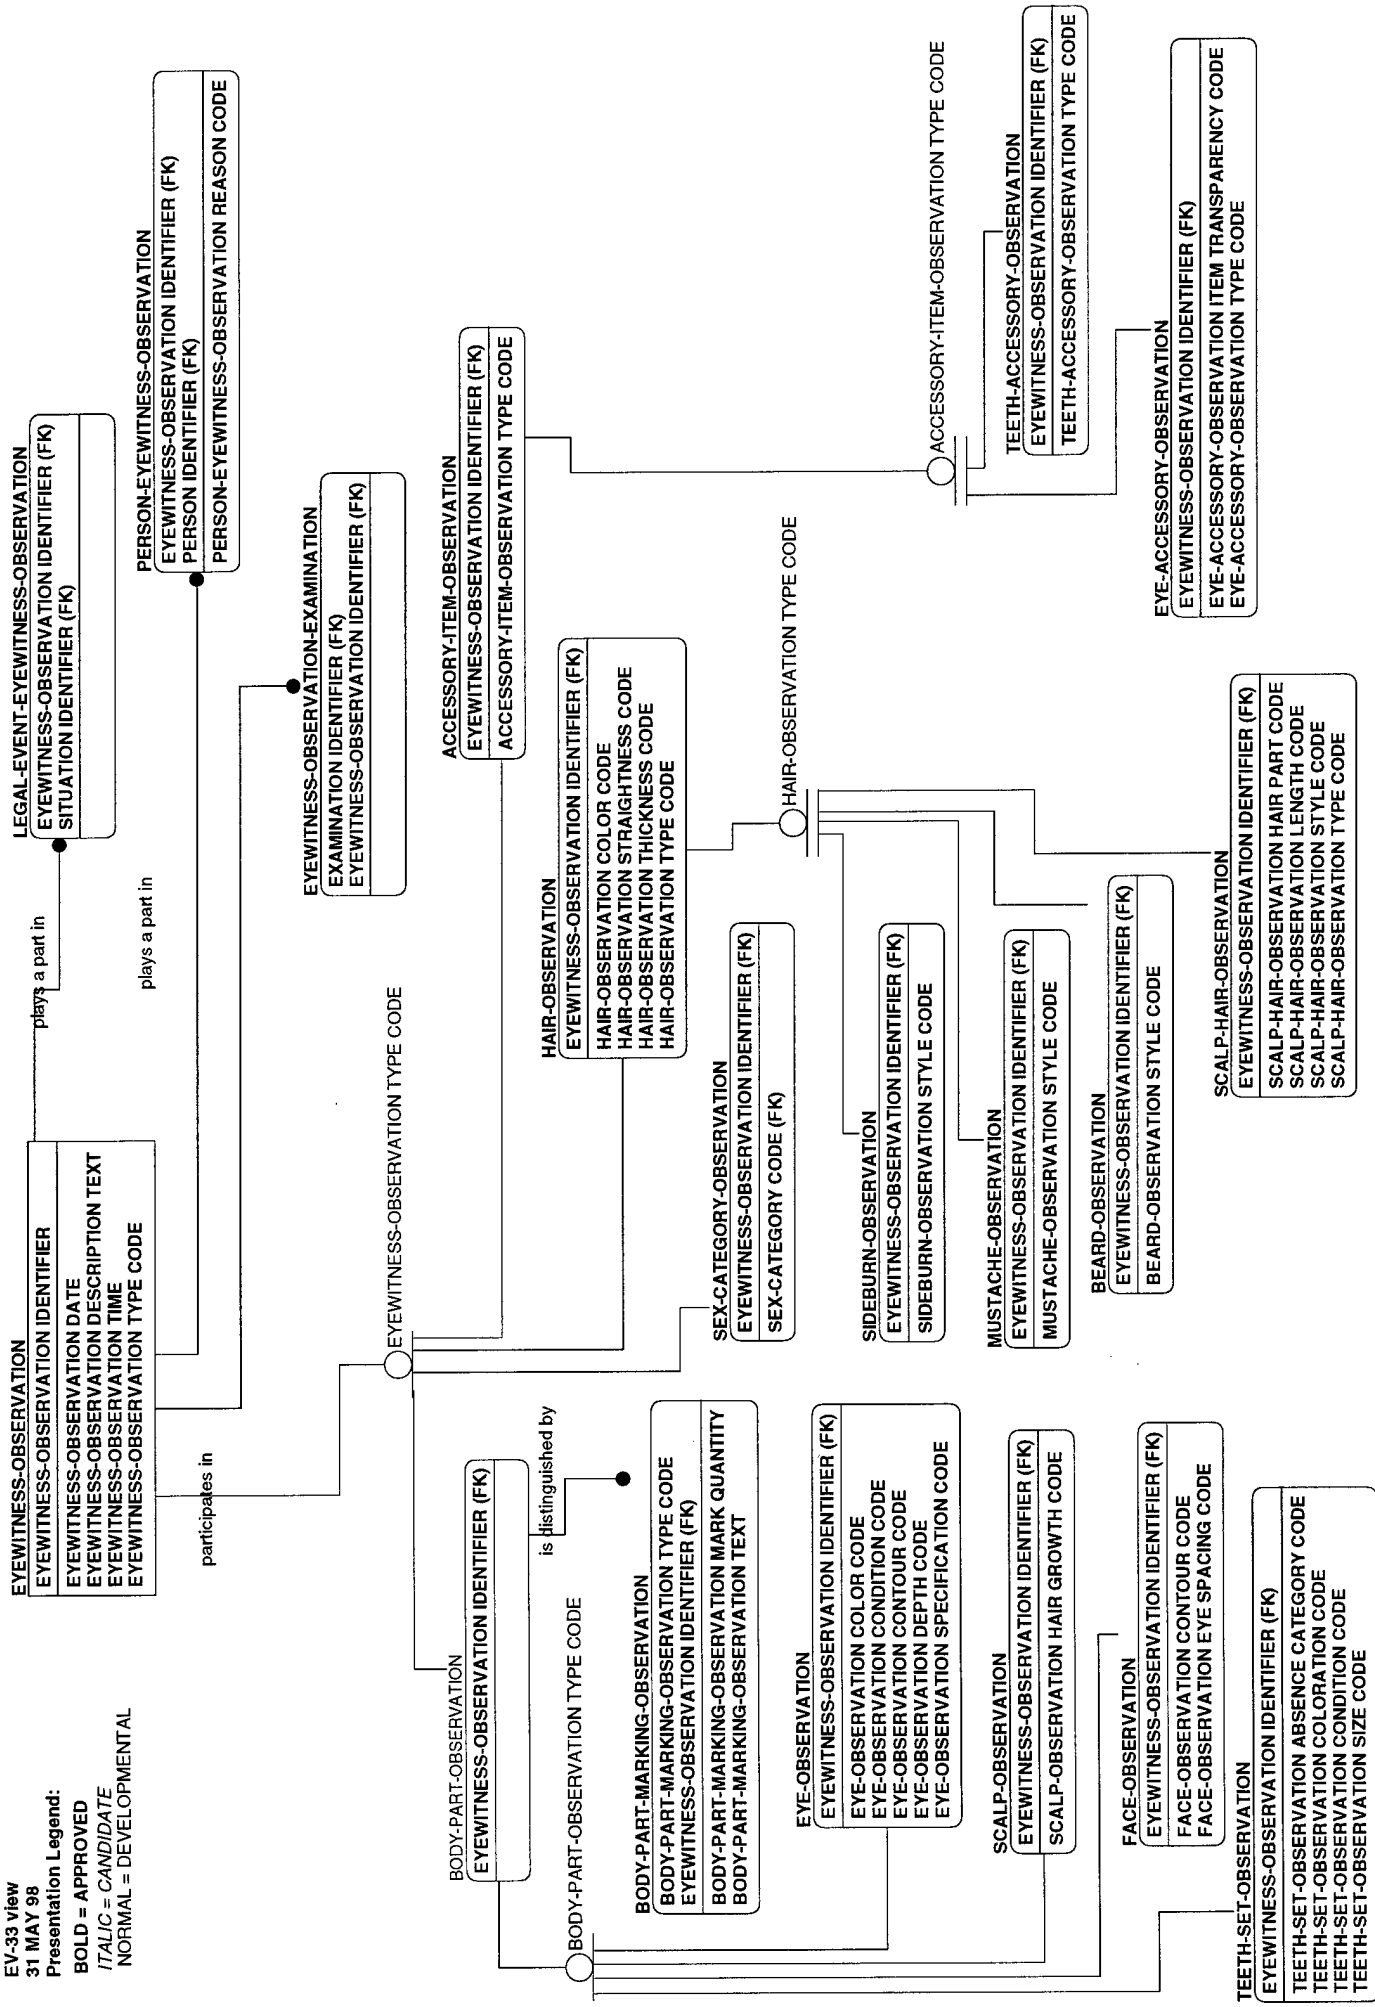 EV-33 view
31 MAY 98
Presentation Legend:
BOLD = APPROVED
ITALIC = CANDIDATE
NORMAL = DEVELOPMENTAL
EYEWITNESS-OBSERVATION
EYEWITNESS-OBSERVATION IDENTIFIER
EYEWITNESS-OBSERVATION DATE
EYEWITNESS-OBSERVATION DESCRIPTION TEXT
EYEWITNESS-OBSERVATION TIME
EYEWITNESS-OBSERVATION TYPE CODE
plays a part in
LEGAL-EVENT-EYEWITNESS-OBSERVATION
EYEWITNESS-OBSERVATION IDENTIFIER (FK)
SITUATION IDENTIFIER (FK)
plays a part in
PERSON-EYEWITNESS-OBSERVATION
EYEWITNESS-OBSERVATION IDENTIFIER (FK)
PERSON IDENTIFIER (FK)
PERSON-EYEWITNESS-OBSERVATION REASON CODE
participates in
EYEWITNESS-OBSERVATION-EXAMINATION
EXAMINATION IDENTIFIER (FK)
EYEWITNESS-OBSERVATION IDENTIFIER (FK)
EYEWITNESS-OBSERVATION TYPE CODE
BODY-PART-OBSERVATION
EYEWITNESS-OBSERVATION IDENTIFIER (FK)
is distinguished by
ACCESSORY-ITEM-OBSERVATION
EYEWITNESS-OBSERVATION IDENTIFIER (FK)
ACCESSORY-ITEM-OBSERVATION TYPE CODE
HAIR-OBSERVATION
EYEWITNESS-OBSERVATION IDENTIFIER (FK)
HAIR-OBSERVATION COLOR CODE
HAIR-OBSERVATION STRAIGHTNESS CODE
HAIR-OBSERVATION THICKNESS CODE
HAIR-OBSERVATION TYPE CODE
BODY-PART-OBSERVATION TYPE CODE
BODY-PART-MARKING-OBSERVATION
BODY-PART-MARKING-OBSERVATION TYPE CODE
EYEWITNESS-OBSERVATION IDENTIFIER (FK)
BODY-PART-MARKING-OBSERVATION MARK QUANTITY
BODY-PART-MARKING-OBSERVATION TEXT
SEX-CATEGORY-OBSERVATION
EYEWITNESS-OBSERVATION IDENTIFIER (FK)
SEX-CATEGORY CODE (FK)
HAIR-OBSERVATION TYPE CODE
ACCESSORY-ITEM-OBSERVATION TYPE CODE
EYE-OBSERVATION
EYEWITNESS-OBSERVATION IDENTIFIER (FK)
EYE-OBSERVATION COLOR CODE
EYE-OBSERVATION CONDITION CODE
EYE-OBSERVATION CONTOUR CODE
EYE-OBSERVATION DEPTH CODE
EYE-OBSERVATION SPECIFICATION CODE
SIDEBURN-OBSERVATION
EYEWITNESS-OBSERVATION IDENTIFIER (FK)
SIDEBURN-OBSERVATION STYLE CODE
SCALP-OBSERVATION
EYEWITNESS-OBSERVATION IDENTIFIER (FK)
SCALP-OBSERVATION HAIR GROWTH CODE
MUSTACHE-OBSERVATION
EYEWITNESS-OBSERVATION IDENTIFIER (FK)
MUSTACHE-OBSERVATION STYLE CODE
TEETH-ACCESSORY-OBSERVATION
EYEWITNESS-OBSERVATION IDENTIFIER (FK)
TEETH-ACCESSORY-OBSERVATION TYPE CODE
FACE-OBSERVATION
EYEWITNESS-OBSERVATION IDENTIFIER (FK)
FACE-OBSERVATION CONTOUR CODE
FACE-OBSERVATION EYE SPACING CODE
BEARD-OBSERVATION
EYEWITNESS-OBSERVATION IDENTIFIER (FK)
BEARD-OBSERVATION STYLE CODE
EYE-ACCESSORY-OBSERVATION
EYEWITNESS-OBSERVATION IDENTIFIER (FK)
EYE-ACCESSORY-OBSERVATION ITEM TRANSPARENCY CODE
EYE-ACCESSORY-OBSERVATION TYPE CODE
TEETH-SET-OBSERVATION
EYEWITNESS-OBSERVATION IDENTIFIER (FK)
TEETH-SET-OBSERVATION ABSENCE CATEGORY CODE
TEETH-SET-OBSERVATION COLORATION CODE
TEETH-SET-OBSERVATION CONDITION CODE
TEETH-SET-OBSERVATION SIZE CODE
SCALP-HAIR-OBSERVATION
EYEWITNESS-OBSERVATION IDENTIFIER (FK)
SCALP-HAIR-OBSERVATION HAIR PART CODE
SCALP-HAIR-OBSERVATION LENGTH CODE
SCALP-HAIR-OBSERVATION STYLE CODE
SCALP-HAIR-OBSERVATION TYPE CODE